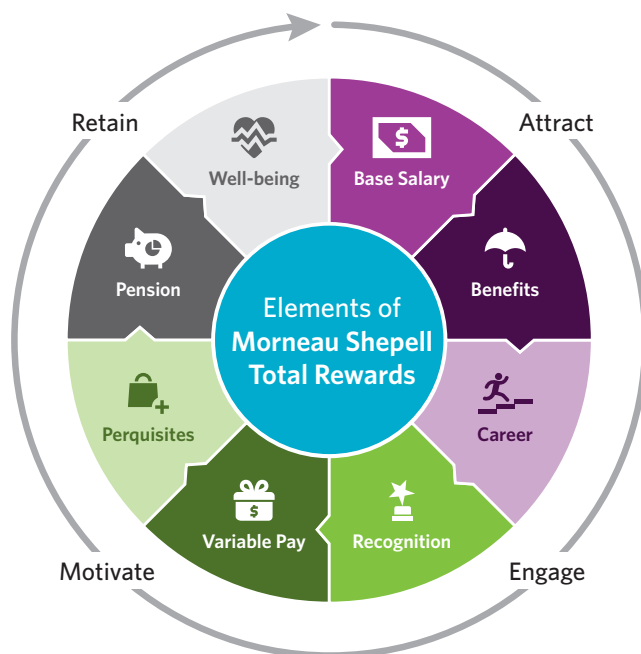 Retain
Attract
Well-being
Base Salary
$
Pension
Benefits
Elements of
Morneau Shepell
Total Rewards
Perquisites
Career
Variable Pay
$
Recognition
Motivate
Engage